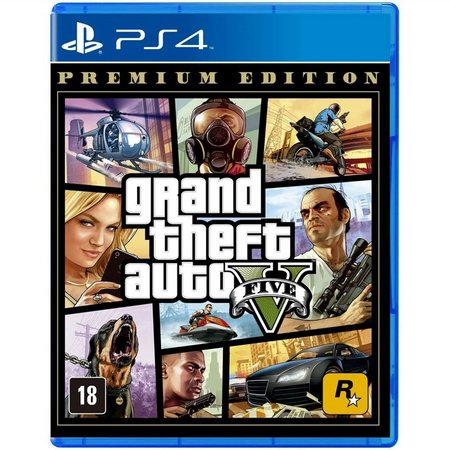 PS4
PREMIUM EDITION
grand
theft
auto
V
FIVE
18
R